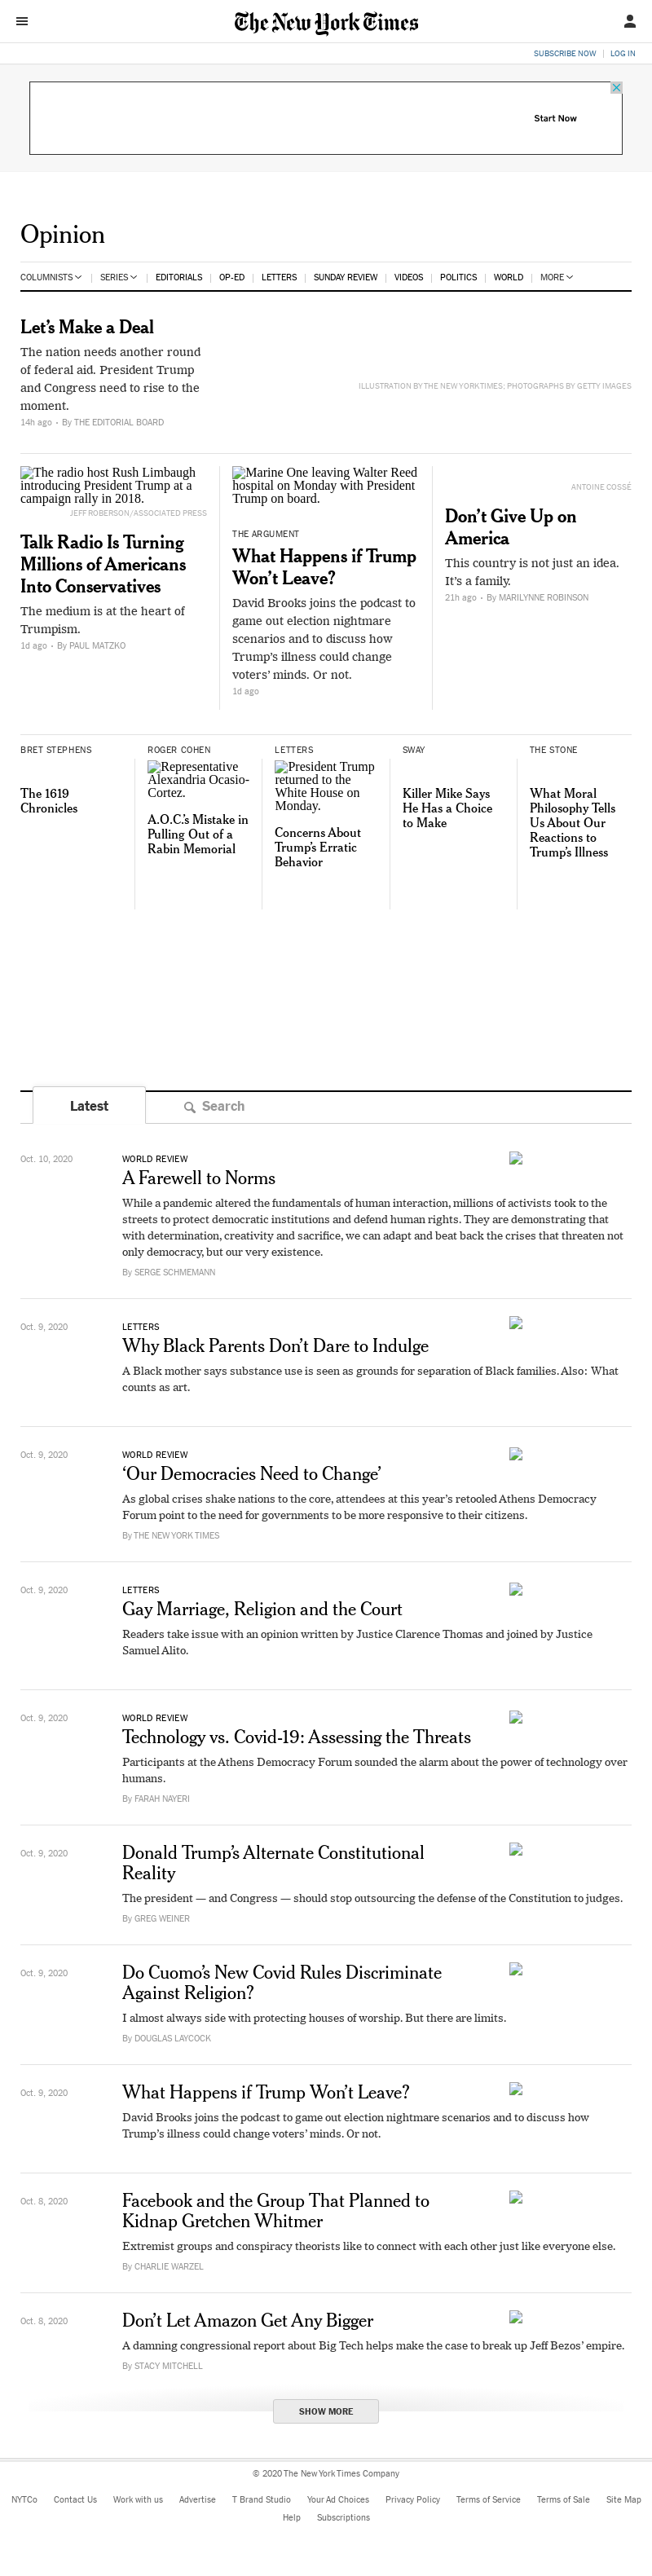 The New York Times
SUBSCRIBE NOW
LOG IN
Start Now
Opinion
COLUMNISTS
SERIES
EDITORIALS
OP-ED
LETTERS
SUNDAY REVIEW
VIDEOS
POLITICS
WORLD
MORE
Let’s Make a Deal
The nation needs another round
of federal aid. President Trump
and Congress need to rise to the
moment.
14h ago • By THE EDITORIAL BOARD
ILLUSTRATION BY THE NEW YORK TIMES; PHOTOGRAPHS BY GETTY IMAGES
The radio host Rush Limbaugh
introducing President Trump at a
campaign rally in 2018.
JEFF ROBERSON/ASSOCIATED PRESS
Talk Radio Is Turning
Millions of Americans
Into Conservatives
The medium is at the heart of
Trumpism.
1d ago • By PAUL MATZKO
Marine One leaving Walter Reed
hospital on Monday with President
Trump on board.
THE ARGUMENT
What Happens if Trump
Won’t Leave?
David Brooks joins the podcast to
game out election nightmare
scenarios and to discuss how
Trump’s illness could change
voters’ minds. Or not.
1d ago
ANTOINE COSSÉ
Don’t Give Up on
America
This country is not just an idea.
It’s a family.
21h ago • By MARILYNNE ROBINSON
BRET STEPHENS
The 1619
Chronicles
ROGER COHEN
Representative
Alexandria Ocasio-
Cortez.
A.O.C.’s Mistake in
Pulling Out of a
Rabin Memorial
LETTERS
President Trump
returned to the
White House on
Monday.
Concerns About
Trump’s Erratic
Behavior
SWAY
Killer Mike Says
He Has a Choice
to Make
THE STONE
What Moral
Philosophy Tells
Us About Our
Reactions to
Trump’s Illness
Latest
Search
Oct. 10, 2020
WORLD REVIEW
A Farewell to Norms
While a pandemic altered the fundamentals of human interaction, millions of activists took to the
streets to protect democratic institutions and defend human rights. They are demonstrating that
with determination, creativity and sacrifice, we can adapt and beat back the crises that threaten not
only democracy, but our very existence.
By SERGE SCHMEMANN
Oct. 9, 2020
LETTERS
Why Black Parents Don’t Dare to Indulge
A Black mother says substance use is seen as grounds for separation of Black families. Also: What
counts as art.
Oct. 9, 2020
WORLD REVIEW
‘Our Democracies Need to Change’
As global crises shake nations to the core, attendees at this year’s retooled Athens Democracy
Forum point to the need for governments to be more responsive to their citizens.
By THE NEW YORK TIMES
Oct. 9, 2020
LETTERS
Gay Marriage, Religion and the Court
Readers take issue with an opinion written by Justice Clarence Thomas and joined by Justice
Samuel Alito.
Oct. 9, 2020
WORLD REVIEW
Technology vs. Covid-19: Assessing the Threats
Participants at the Athens Democracy Forum sounded the alarm about the power of technology over
humans.
By FARAH NAYERI
Oct. 9, 2020
Donald Trump’s Alternate Constitutional
Reality
The president — and Congress — should stop outsourcing the defense of the Constitution to judges.
By GREG WEINER
Oct. 9, 2020
Do Cuomo’s New Covid Rules Discriminate
Against Religion?
I almost always side with protecting houses of worship. But there are limits.
By DOUGLAS LAYCOCK
Oct. 9, 2020
What Happens if Trump Won’t Leave?
David Brooks joins the podcast to game out election nightmare scenarios and to discuss how
Trump’s illness could change voters’ minds. Or not.
Oct. 8, 2020
Facebook and the Group That Planned to
Kidnap Gretchen Whitmer
Extremist groups and conspiracy theorists like to connect with each other just like everyone else.
By CHARLIE WARZEL
Oct. 8, 2020
Don’t Let Amazon Get Any Bigger
A damning congressional report about Big Tech helps make the case to break up Jeff Bezos’ empire.
By STACY MITCHELL
SHOW MORE
© 2020 The New York Times Company
NYTCo
Contact Us
Work with us
Advertise
T Brand Studio
Your Ad Choices
Privacy Policy
Terms of Service
Terms of Sale
Site Map
Help
Subscriptions